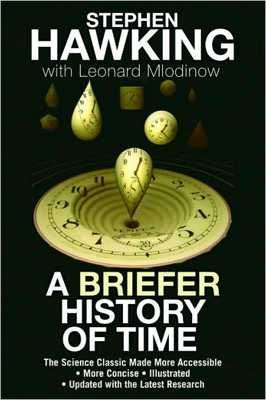 STEPHEN
HAWKING
with Leonard Mlodinow
A BRIEFER
HISTORY
OF TIME
The Science Classic Made More Accessible
• More Concise • Illustrated
• Updated with the Latest Research